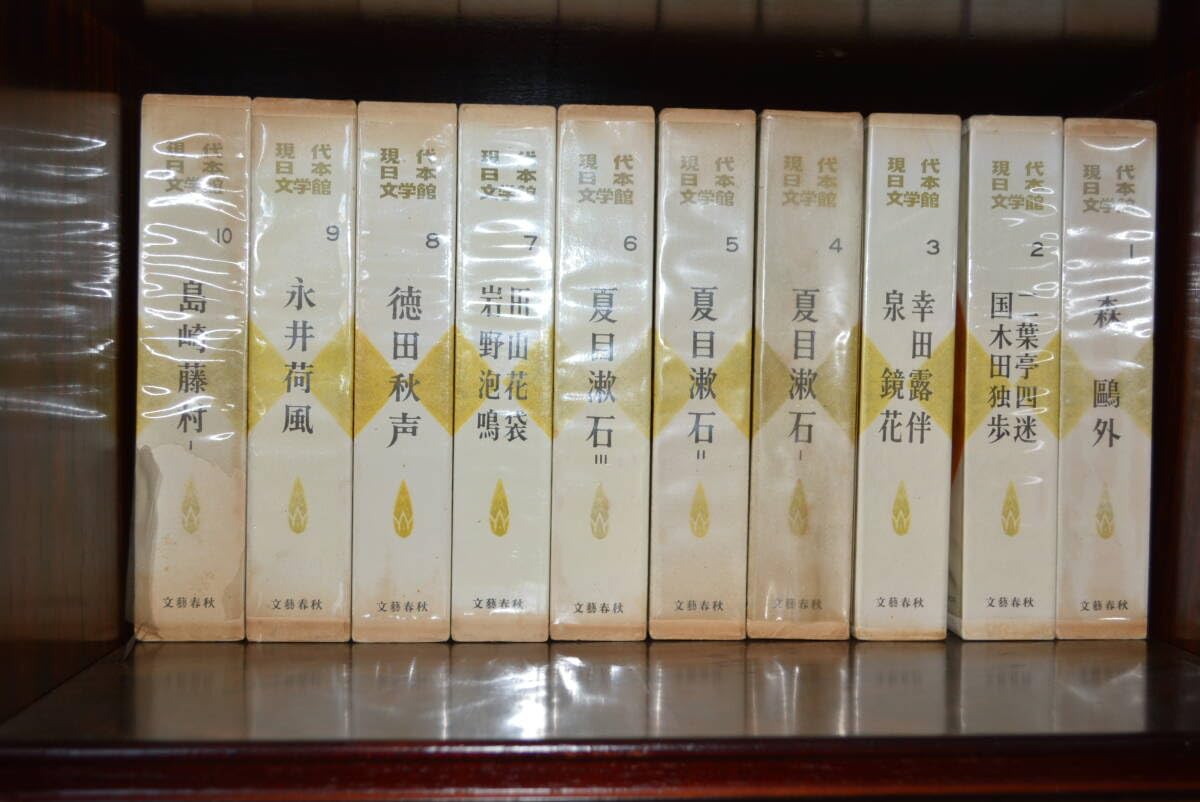 現代
日本
文学館
10
島崎藤村 I
文藝春秋
現代
日本
文学館
9
永井荷風
文藝春秋
現代
日本
文学館
8
徳田秋声
文藝春秋
現代
日本
文学館
7
田山花袋
岩野泡鳴
文藝春秋
現代
日本
文学館
6
夏目漱石 III
文藝春秋
現代
日本
文学館
5
夏目漱石 II
文藝春秋
現代
日本
文学館
4
夏目漱石 I
文藝春秋
現代
日本
文学館
3
幸田露伴
泉鏡花
文藝春秋
現代
日本
文学館
2
二葉亭四迷
国木田独歩
文藝春秋
現代
日本
文学館
1
森鷗外
文藝春秋